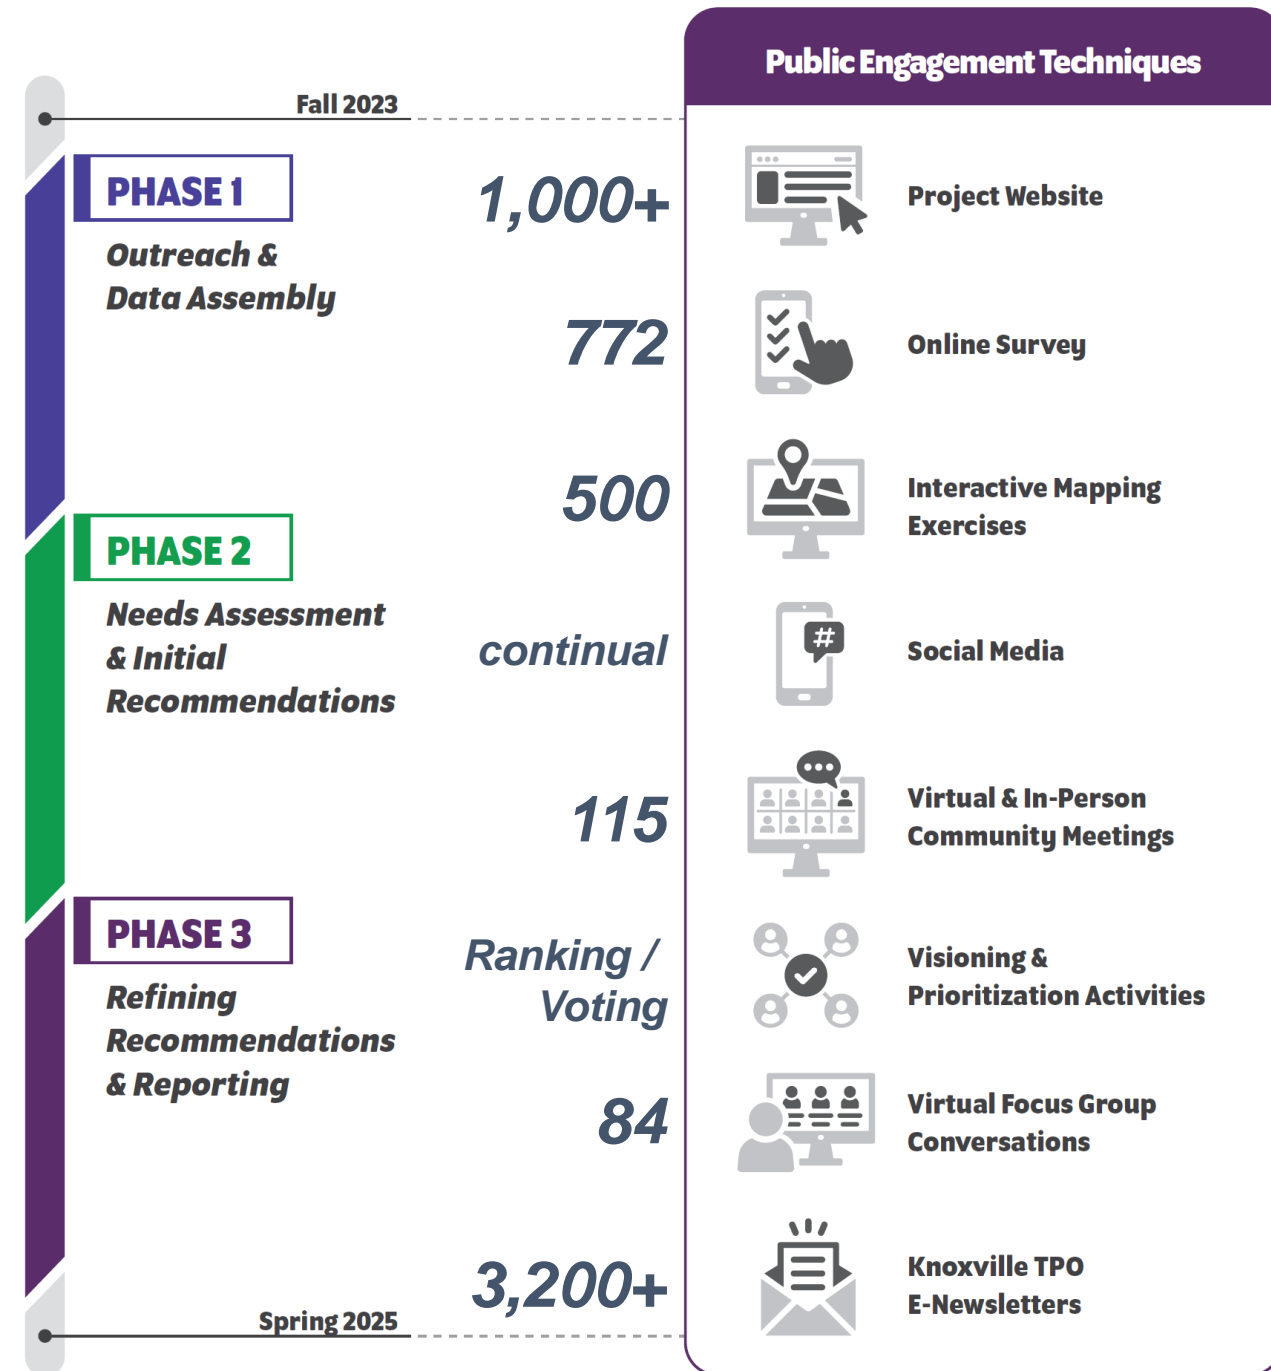 Public Engagement Techniques
Fall 2023
PHASE 1
Outreach &
Data Assembly
PHASE 2
Needs Assessment
& Initial
Recommendations
PHASE 3
Refining
Recommendations
& Reporting
Spring 2025
1,000+
Project Website
772
Online Survey
500
Interactive Mapping
Exercises
continual
#
Social Media
115
Virtual & In-Person
Community Meetings
Ranking /
Voting
Visioning &
Prioritization Activities
84
Virtual Focus Group
Conversations
3,200+
Knoxville TPO
E-Newsletters